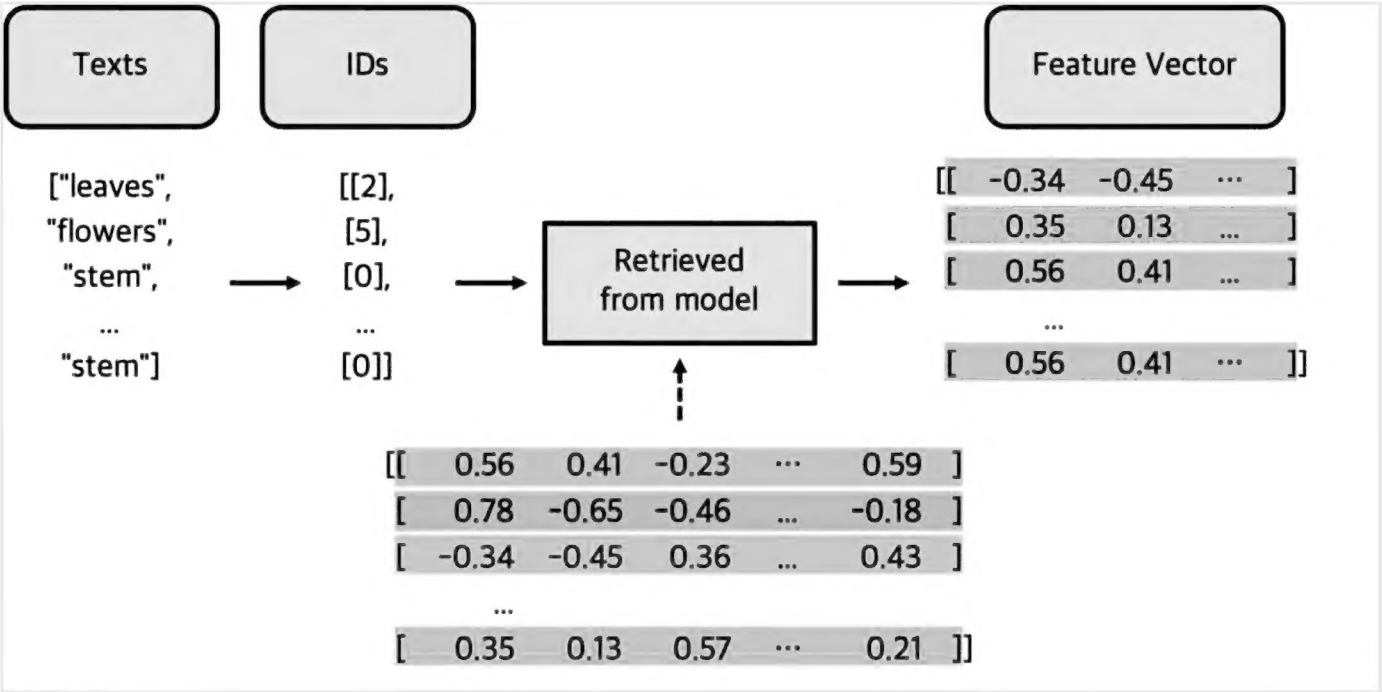 Texts
IDs
Feature Vector
["leaves",
"flowers",
"stem",
...
"stem"]
[[2],
[5],
[0],
...
[0]]
Retrieved
from model
[[ -0.34 -0.45 ... ]
[ 0.35 0.13 ... ]
[ 0.56 0.41 ... ]
...
[ 0.56 0.41 ... ]]
[[ 0.56 0.41 -0.23 ... 0.59 ]
[ 0.78 -0.65 -0.46 ... -0.18 ]
[ -0.34 -0.45 0.36 ... 0.43 ]
...
[ 0.35 0.13 0.57 ... 0.21 ]]